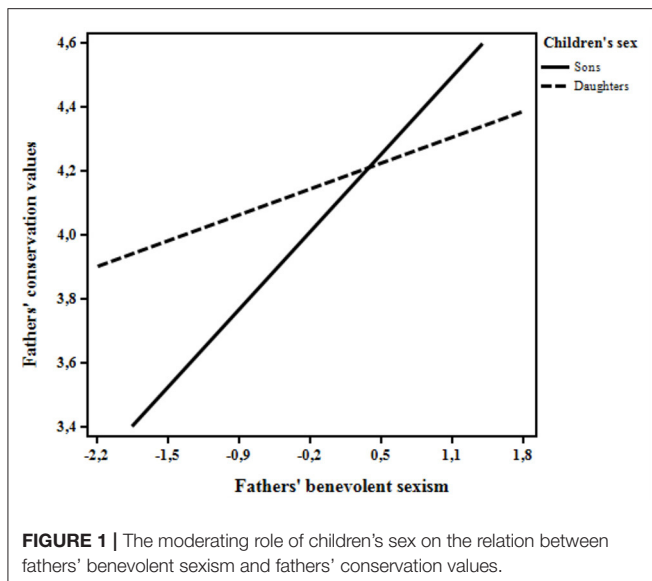 Children's sex
Sons
Daughters
Fathers' conservation values
4,6
4,4
4,2
4,0
3,8
3,6
3,4
-2,2 -1,5 -0,9 -0,2 0,5 1,1 1,8
Fathers' benevolent sexism
FIGURE 1 | The moderating role of children's sex on the relation between
fathers' benevolent sexism and fathers' conservation values.